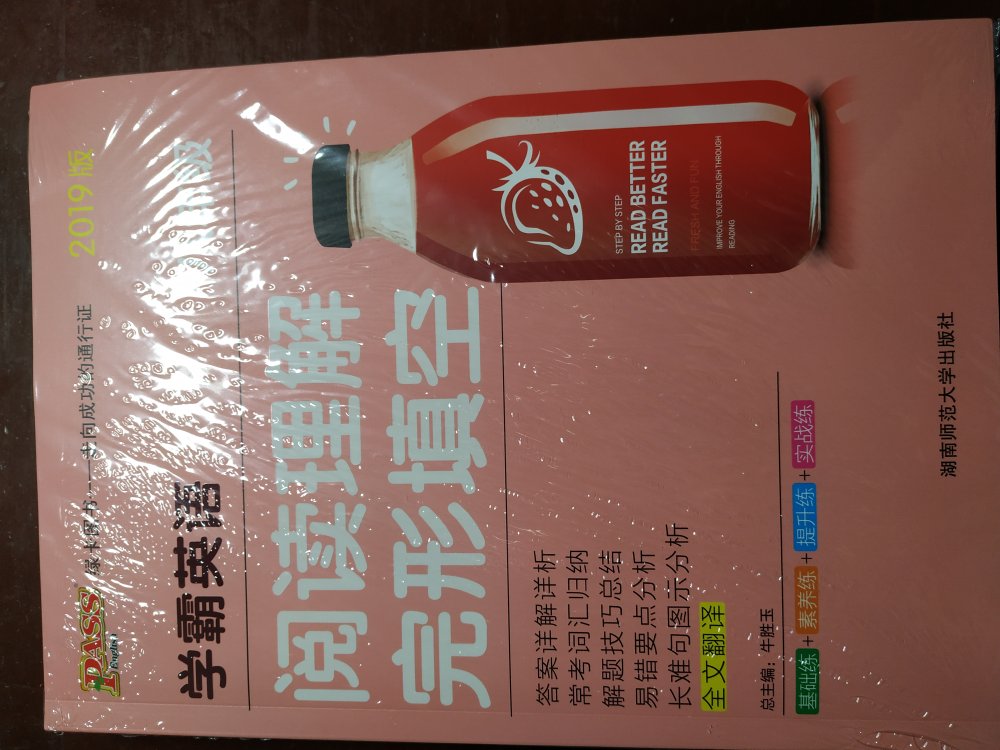 PASS
English
绿卡图书——走向成功的通行证
2019版
学霸英语
阅读理解
完形填空
STEP BY STEP
READ BETTER
READ FASTER
FRESH AND FUN
IMPROVE YOUR ENGLISH THROUGH
READING
答案详解详析
常考词汇归纳
解题技巧总结
易错要点分析
长难句图示分析
全文翻译
总主编：牛胜玉
基础练+素养练+提升练+实战练
湖南师范大学出版社